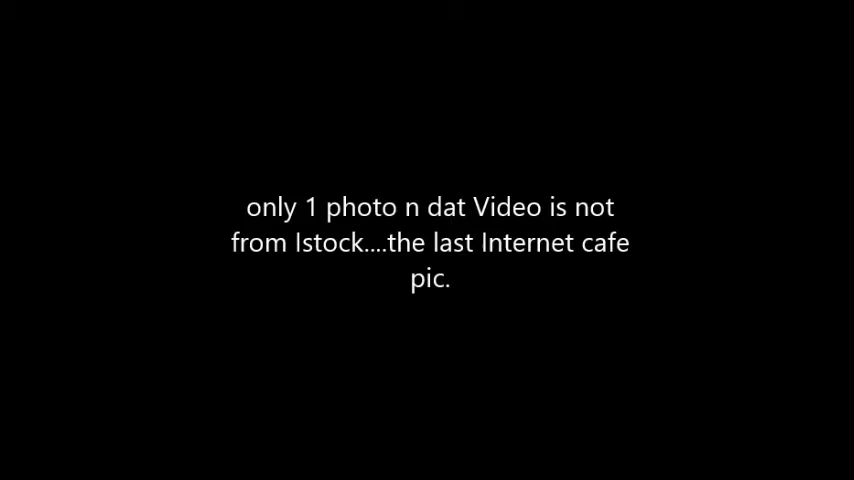 only 1 photo n dat Video is not
from Istock....the last Internet cafe
pic.